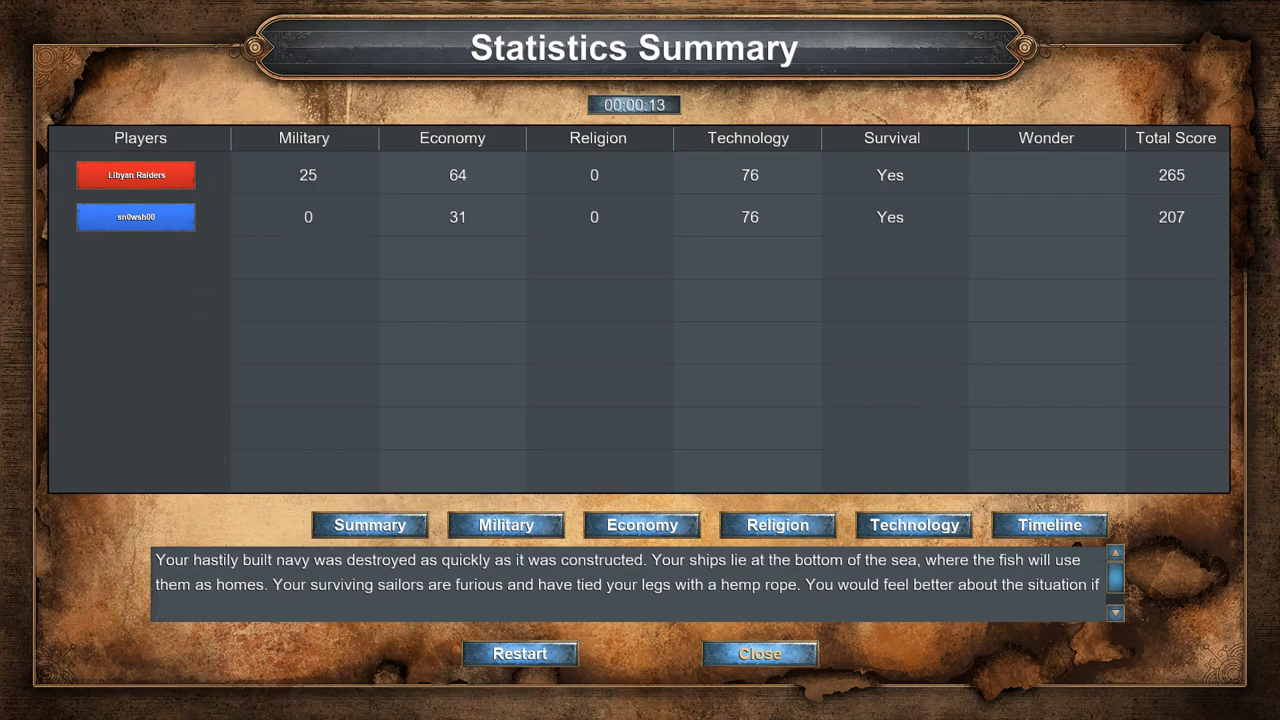 Statistics Summary
00:00:13
Players Military Economy Religion Technology Survival Wonder Total Score
Libyan Raiders 25 64 0 76 Yes 265
sn0wsh00 0 31 0 76 Yes 207
Summary Military Economy Religion Technology Timeline
Your hastily built navy was destroyed as quickly as it was constructed. Your ships lie at the bottom of the sea, where the fish will use
them as homes. Your surviving sailors are furious and have tied your legs with a hemp rope. You would feel better about the situation if
Restart Close